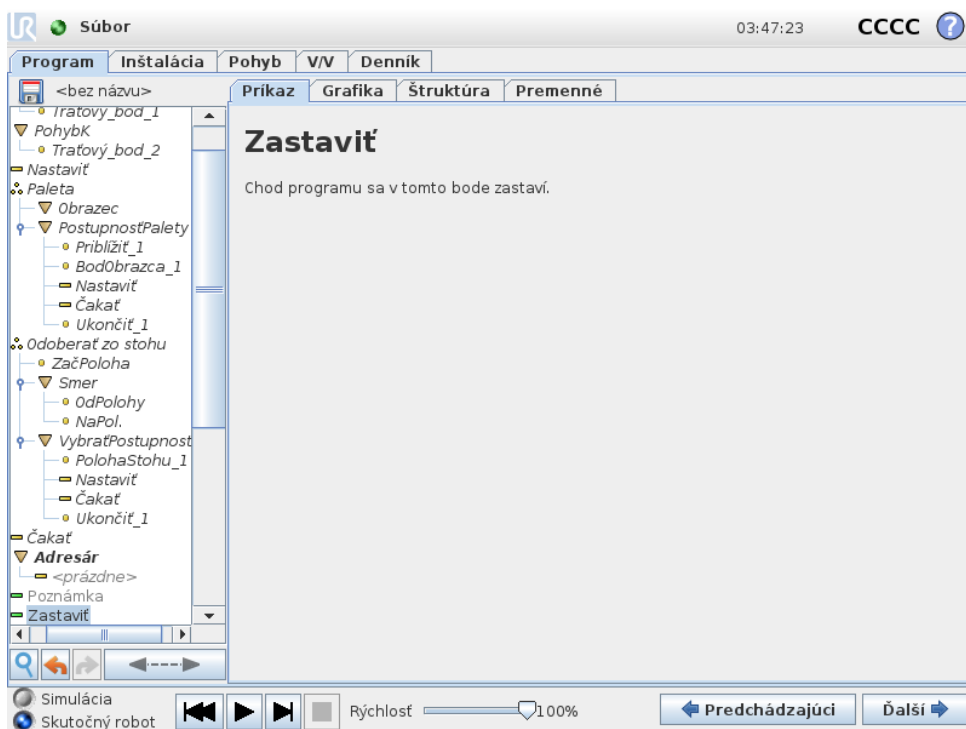 UR Súbor 03:47:23 CCCC ?
Program Inštalácia Pohyb V/V Denník
<bez názvu> Príkaz Grafika Štruktúra Premenné
Traťový_bod_1
PohybK
Traťový_bod_2
Nastaviť
Paleta
Obrazec
PostupnosťPalety
Priblížiť_1
BodObrazca_1
Nastaviť
Čakať
Ukončiť_1
Odoberať zo stohu
ZačPoloha
Smer
OdPolohy
NaPol.
VybraťPostupnosť
PolohaStohu_1
Nastaviť
Čakať
Ukončiť_1
Čakať
Adresár
<prázdne>
Poznámka
Zastaviť
Zastaviť
Chod programu sa v tomto bode zastaví.
Simulácia
Skutočný robot
Rýchlosť 100%
Predchádzajúci Ďalší